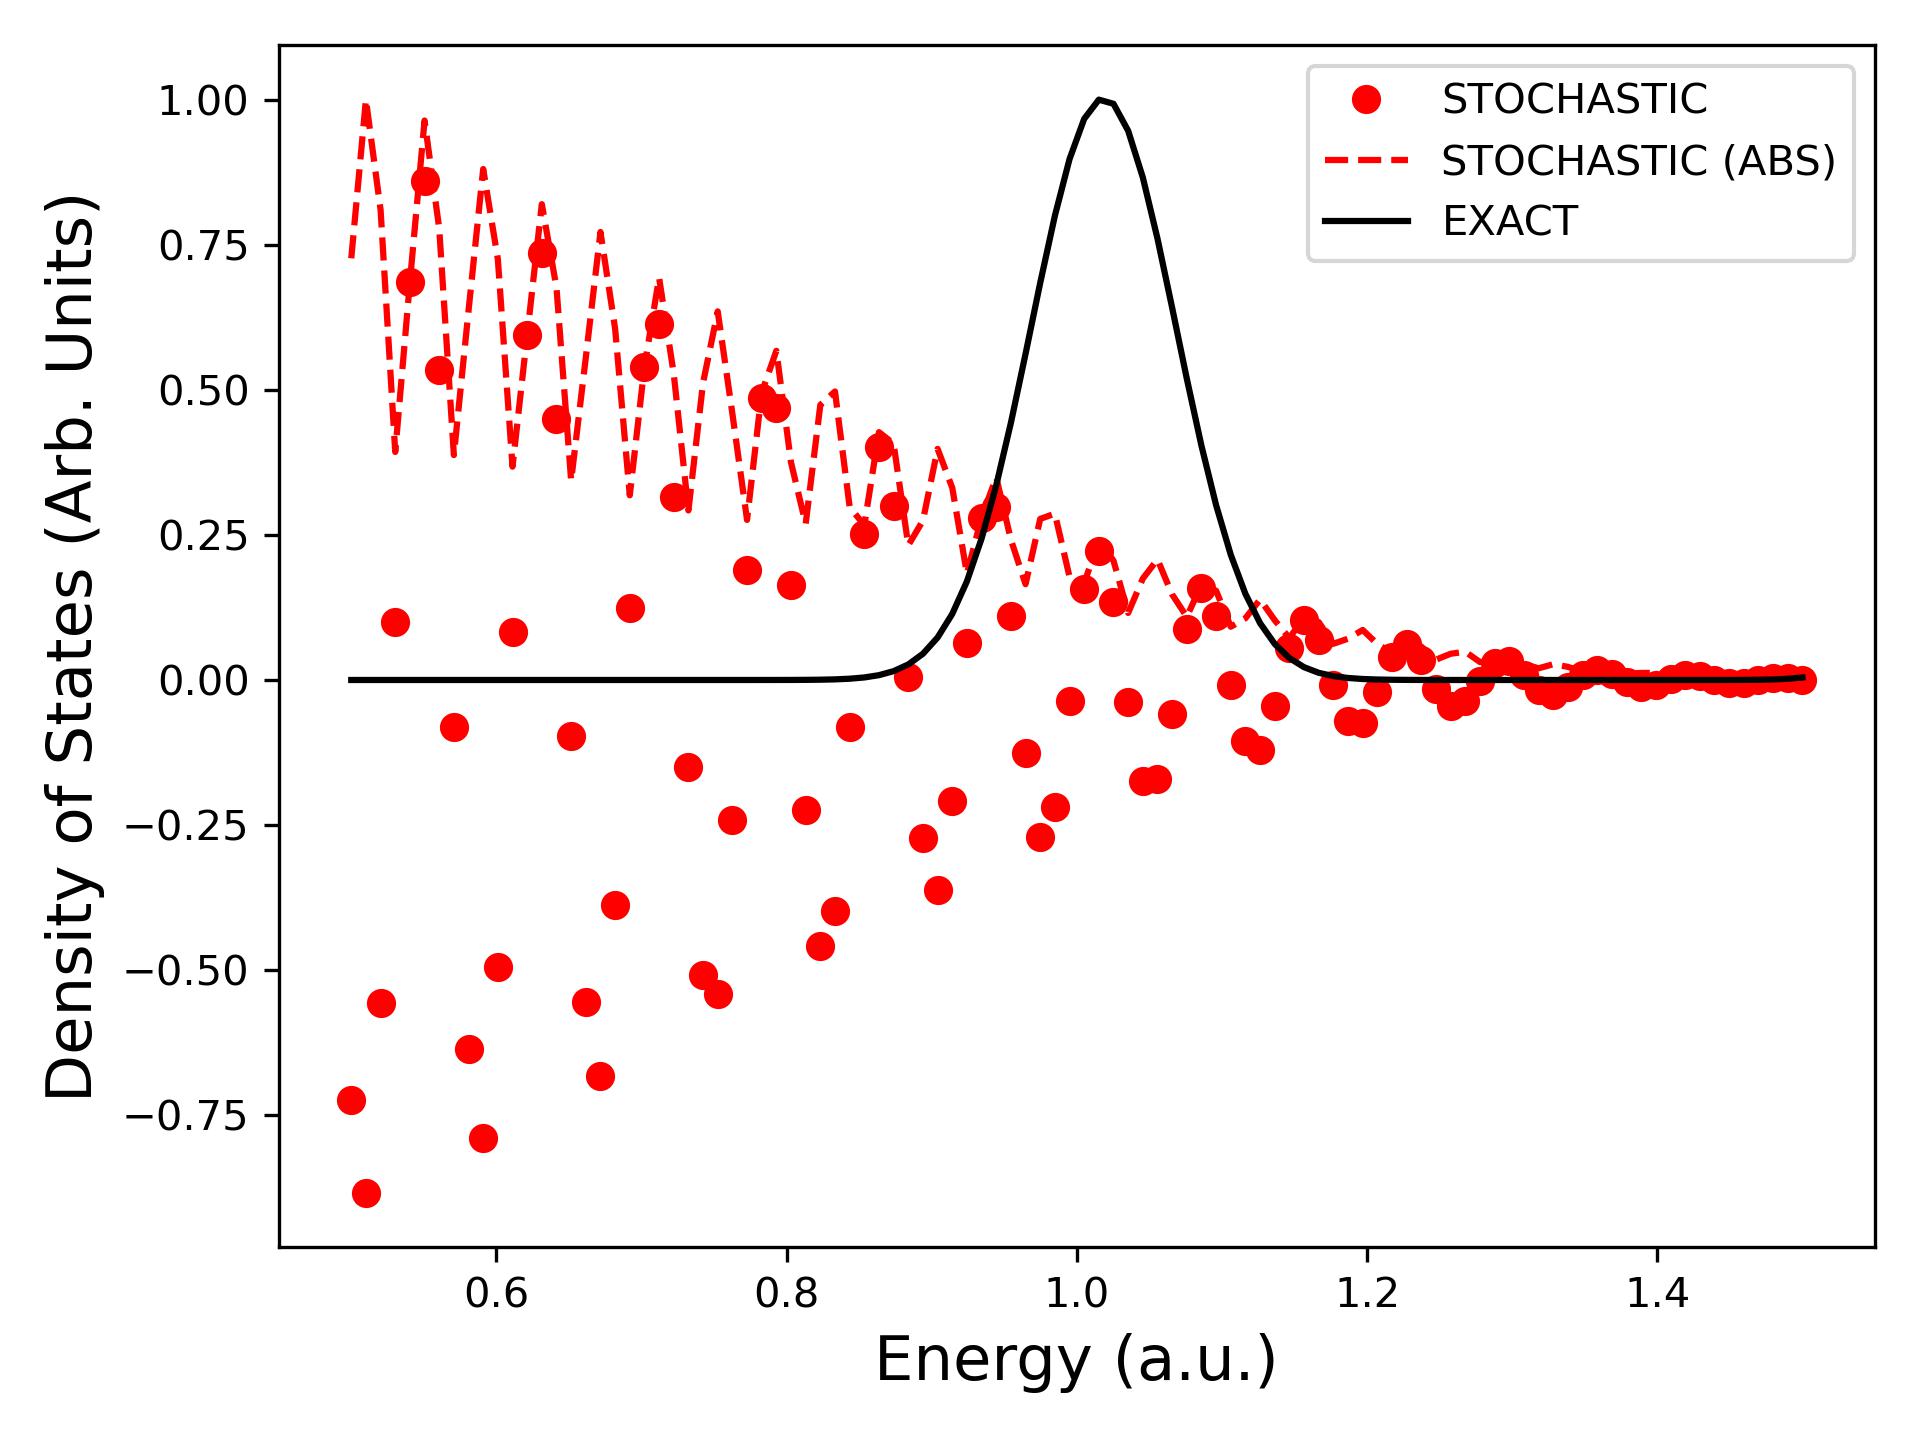 1.00
0.75
0.50
0.25
0.00
−0.25
−0.50
−0.75
Density of States (Arb. Units)
STOCHASTIC
STOCHASTIC (ABS)
EXACT
0.6 0.8 1.0 1.2 1.4
Energy (a.u.)